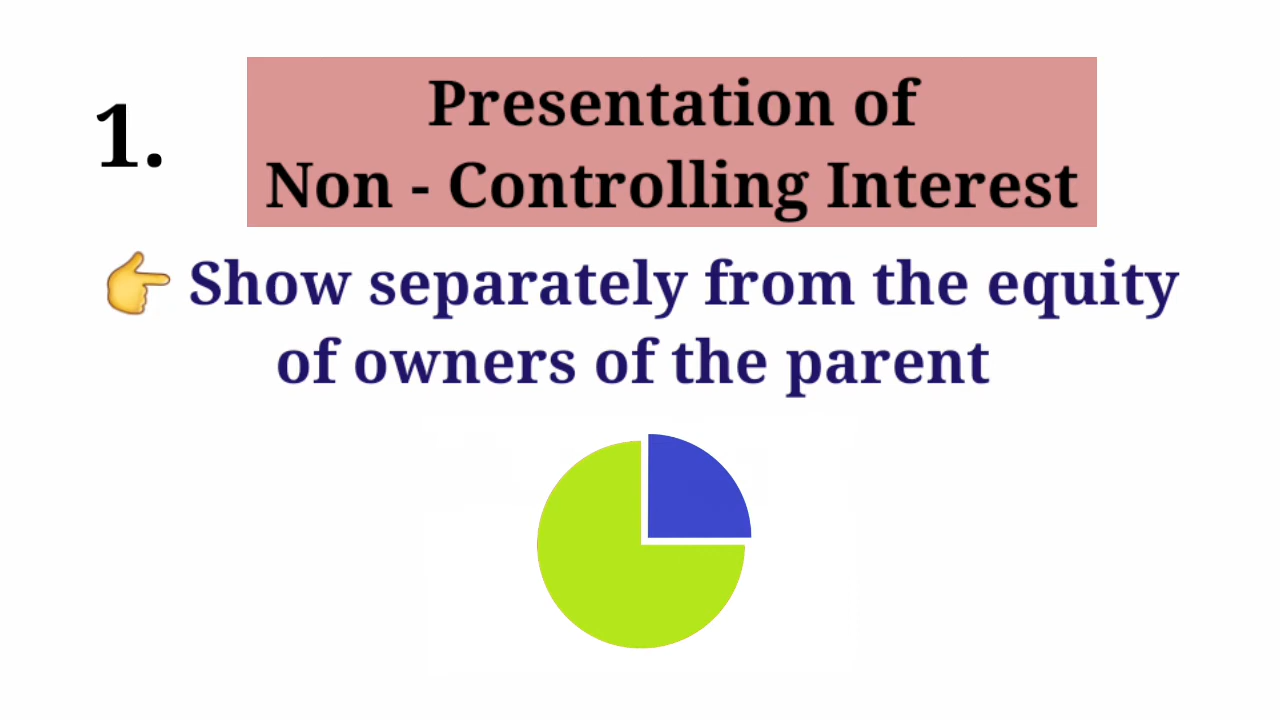 1.
Presentation of
Non - Controlling Interest
👉 Show separately from the equity
of owners of the parent